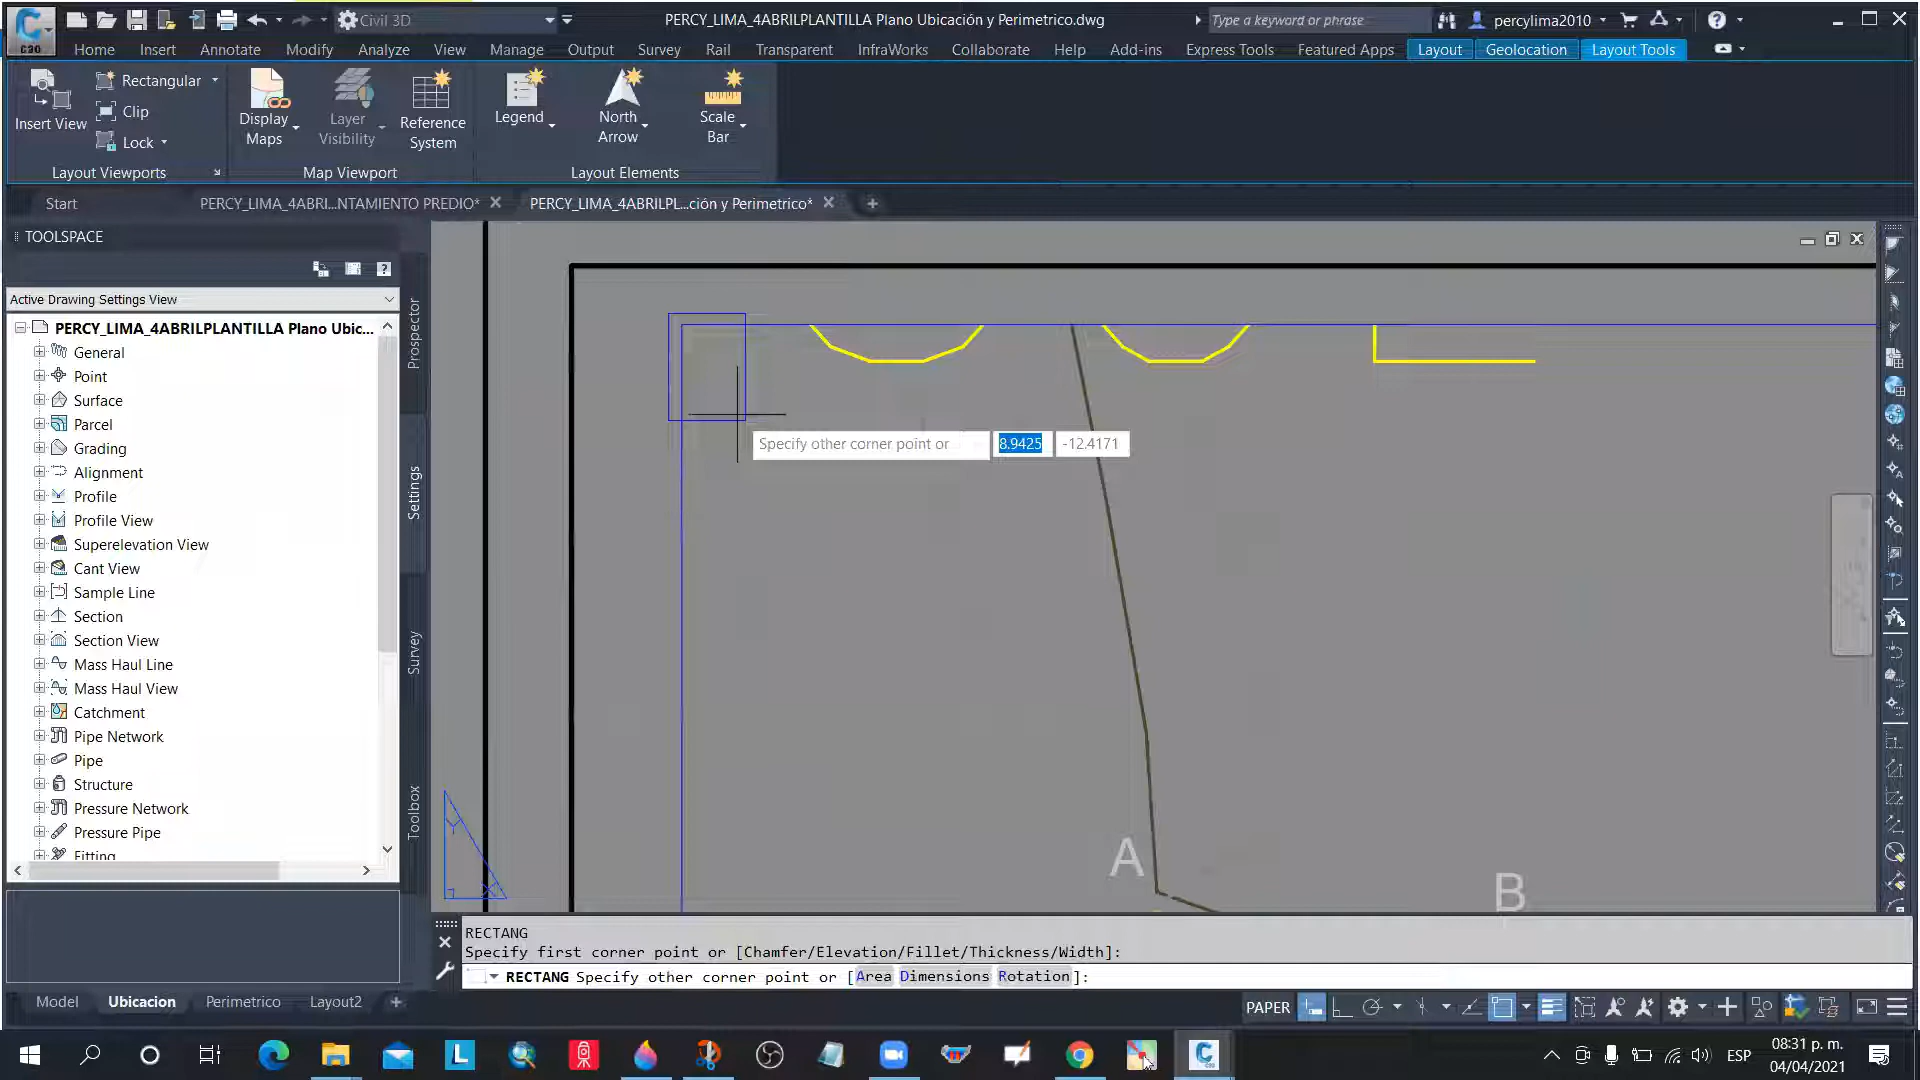 Civil 3D
PERCY_LIMA_4ABRILPLANTILLA Plano Ubicación y Perimetrico.dwg
Type a keyword or phrase
percylima2010
C3D
Home Insert Annotate Modify Analyze View Manage Output Survey Rail Transparent InfraWorks Collaborate Help Add-ins Express Tools Featured Apps Layout Geolocation Layout Tools
Insert View
Rectangular
Clip
Lock
Display Maps
Layer Visibility
Reference System
Legend
North Arrow
Scale Bar
Layout Viewports
Map Viewport
Layout Elements
Start
PERCY_LIMA_4ABRI...NTAMIENTO PREDIO*
PERCY_LIMA_4ABRILPL...ción y Perimetrico*
TOOLSPACE
Active Drawing Settings View
PERCY_LIMA_4ABRILPLANTILLA Plano Ubic...
General
Point
Surface
Parcel
Grading
Alignment
Profile
Profile View
Superelevation View
Cant View
Sample Line
Section
Section View
Mass Haul Line
Mass Haul View
Catchment
Pipe Network
Pipe
Structure
Pressure Network
Pressure Pipe
Fitting
Prospector
Settings
Survey
Toolbox
Specify other corner point or
8.9425
-12.4171
A
B
Y
X
RECTANG
Specify first corner point or [Chamfer/Elevation/Fillet/Thickness/Width]:
RECTANG Specify other corner point or [Area Dimensions Rotation]:
Model
Ubicacion
Perimetrico
Layout2
PAPER
ESP
08:31 p. m.
04/04/2021